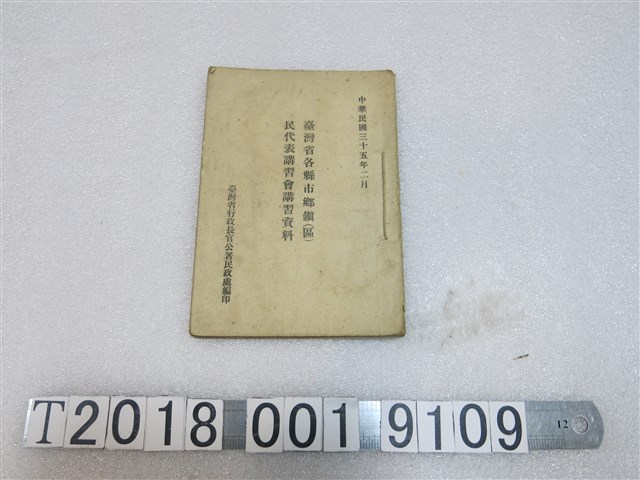 中華民國三十五年二月
臺灣省各縣市鄉鎭(區)
民代表講習會講習資料
臺灣省行政長官公署民政處編印
T2018 001 9109
12